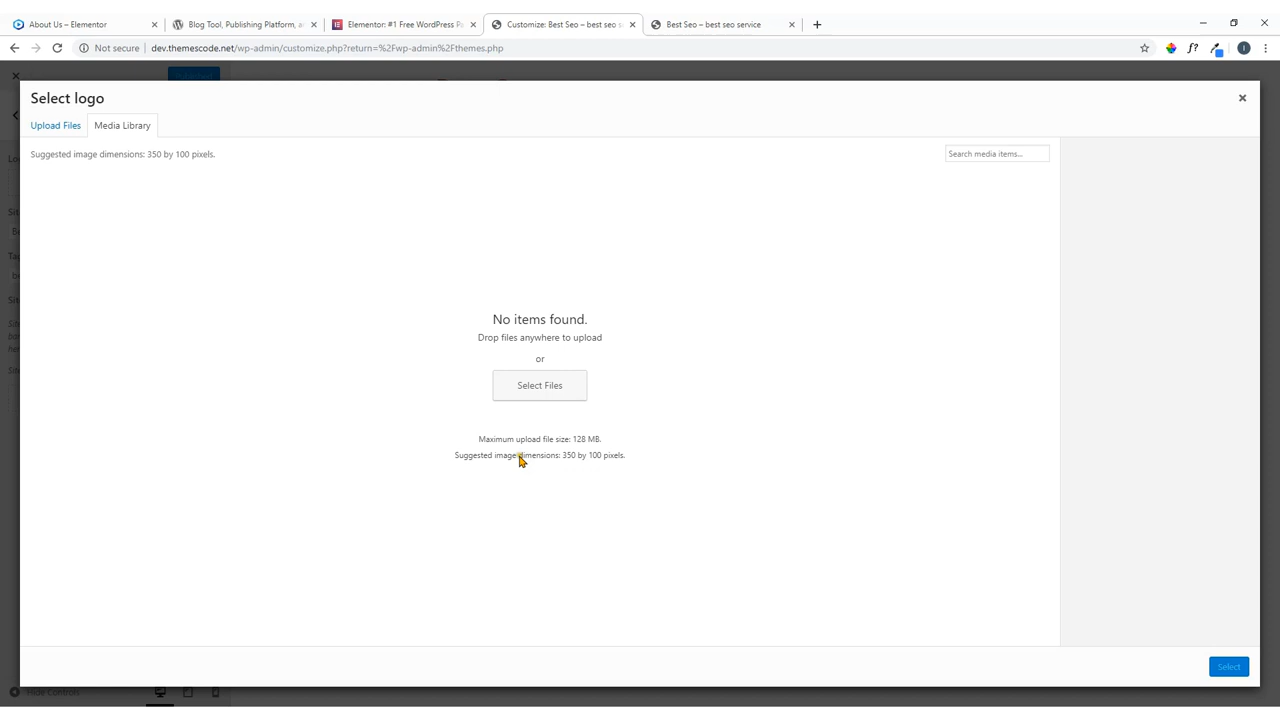 About Us – Elementor
Blog Tool, Publishing Platform, a
Elementor: #1 Free WordPress P
Customize: Best Seo – best seo s
Best Seo – best seo service
Not secure
dev.themescode.net/wp-admin/customize.php?return=%2Fwp-admin%2Fthemes.php
f?
I
Select logo
Upload Files
Media Library
Suggested image dimensions: 350 by 100 pixels.
Search media items...
No items found.
Drop files anywhere to upload
or
Select Files
Maximum upload file size: 128 MB.
Suggested image dimensions: 350 by 100 pixels.
Select
Hide Controls